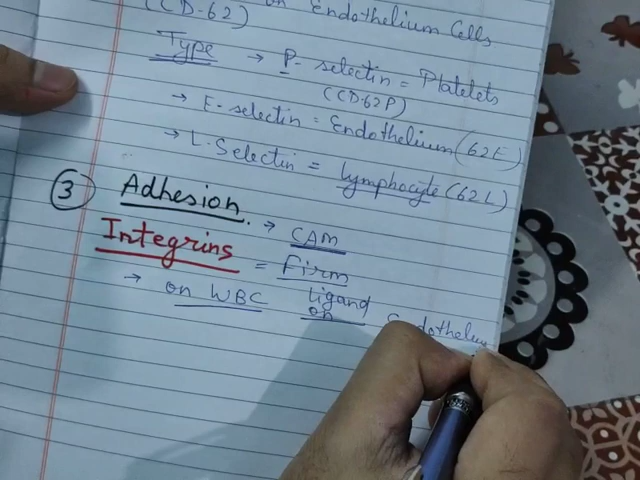 (CD-62) on Endothelium Cells
Type → P- selectin = Platelets
(CD-62P)
→ E-selectin = Endothelium (62E)
→ L-Selectin = lymphocyte (62L)
③ Adhesion. → CAM
Integrins = Firm
→ on WBC ligand on